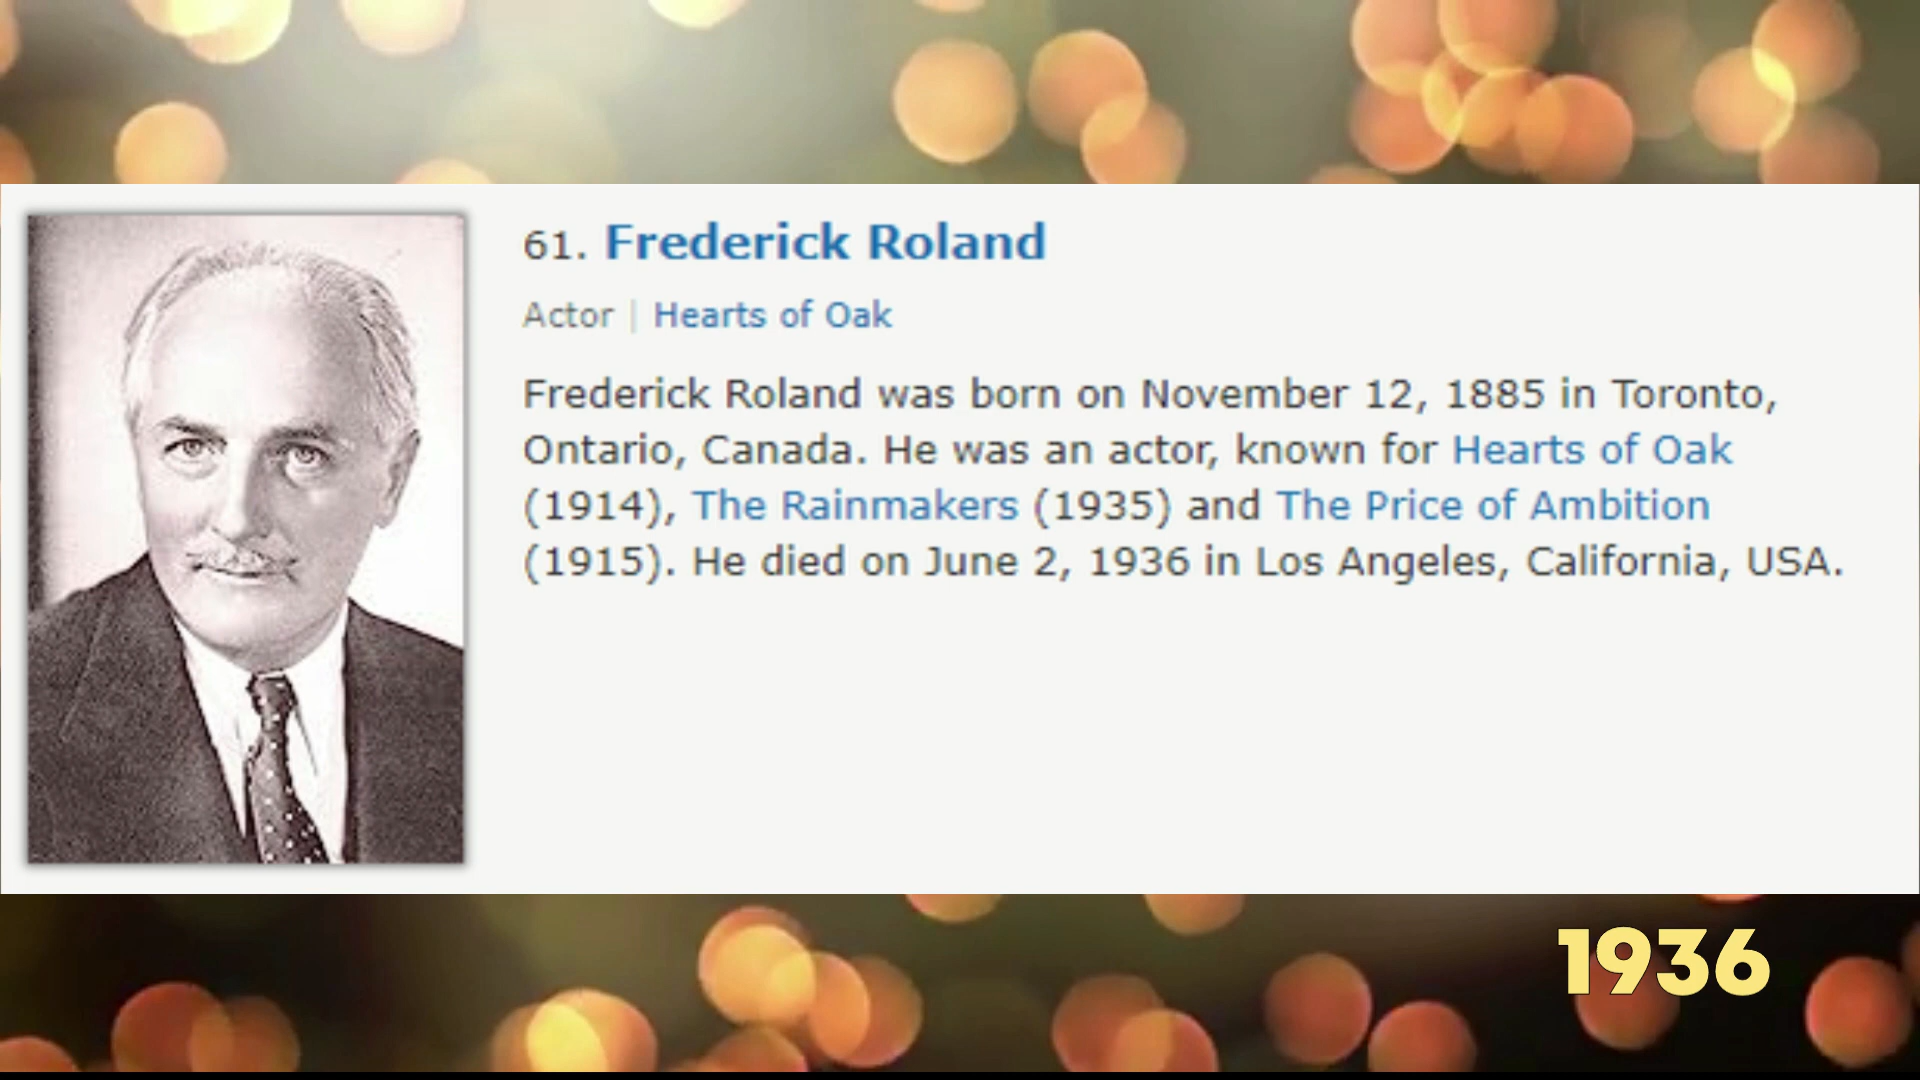 61. Frederick Roland
Actor | Hearts of Oak
Frederick Roland was born on November 12, 1885 in Toronto,
Ontario, Canada. He was an actor, known for Hearts of Oak
(1914), The Rainmakers (1935) and The Price of Ambition
(1915). He died on June 2, 1936 in Los Angeles, California, USA.
1936